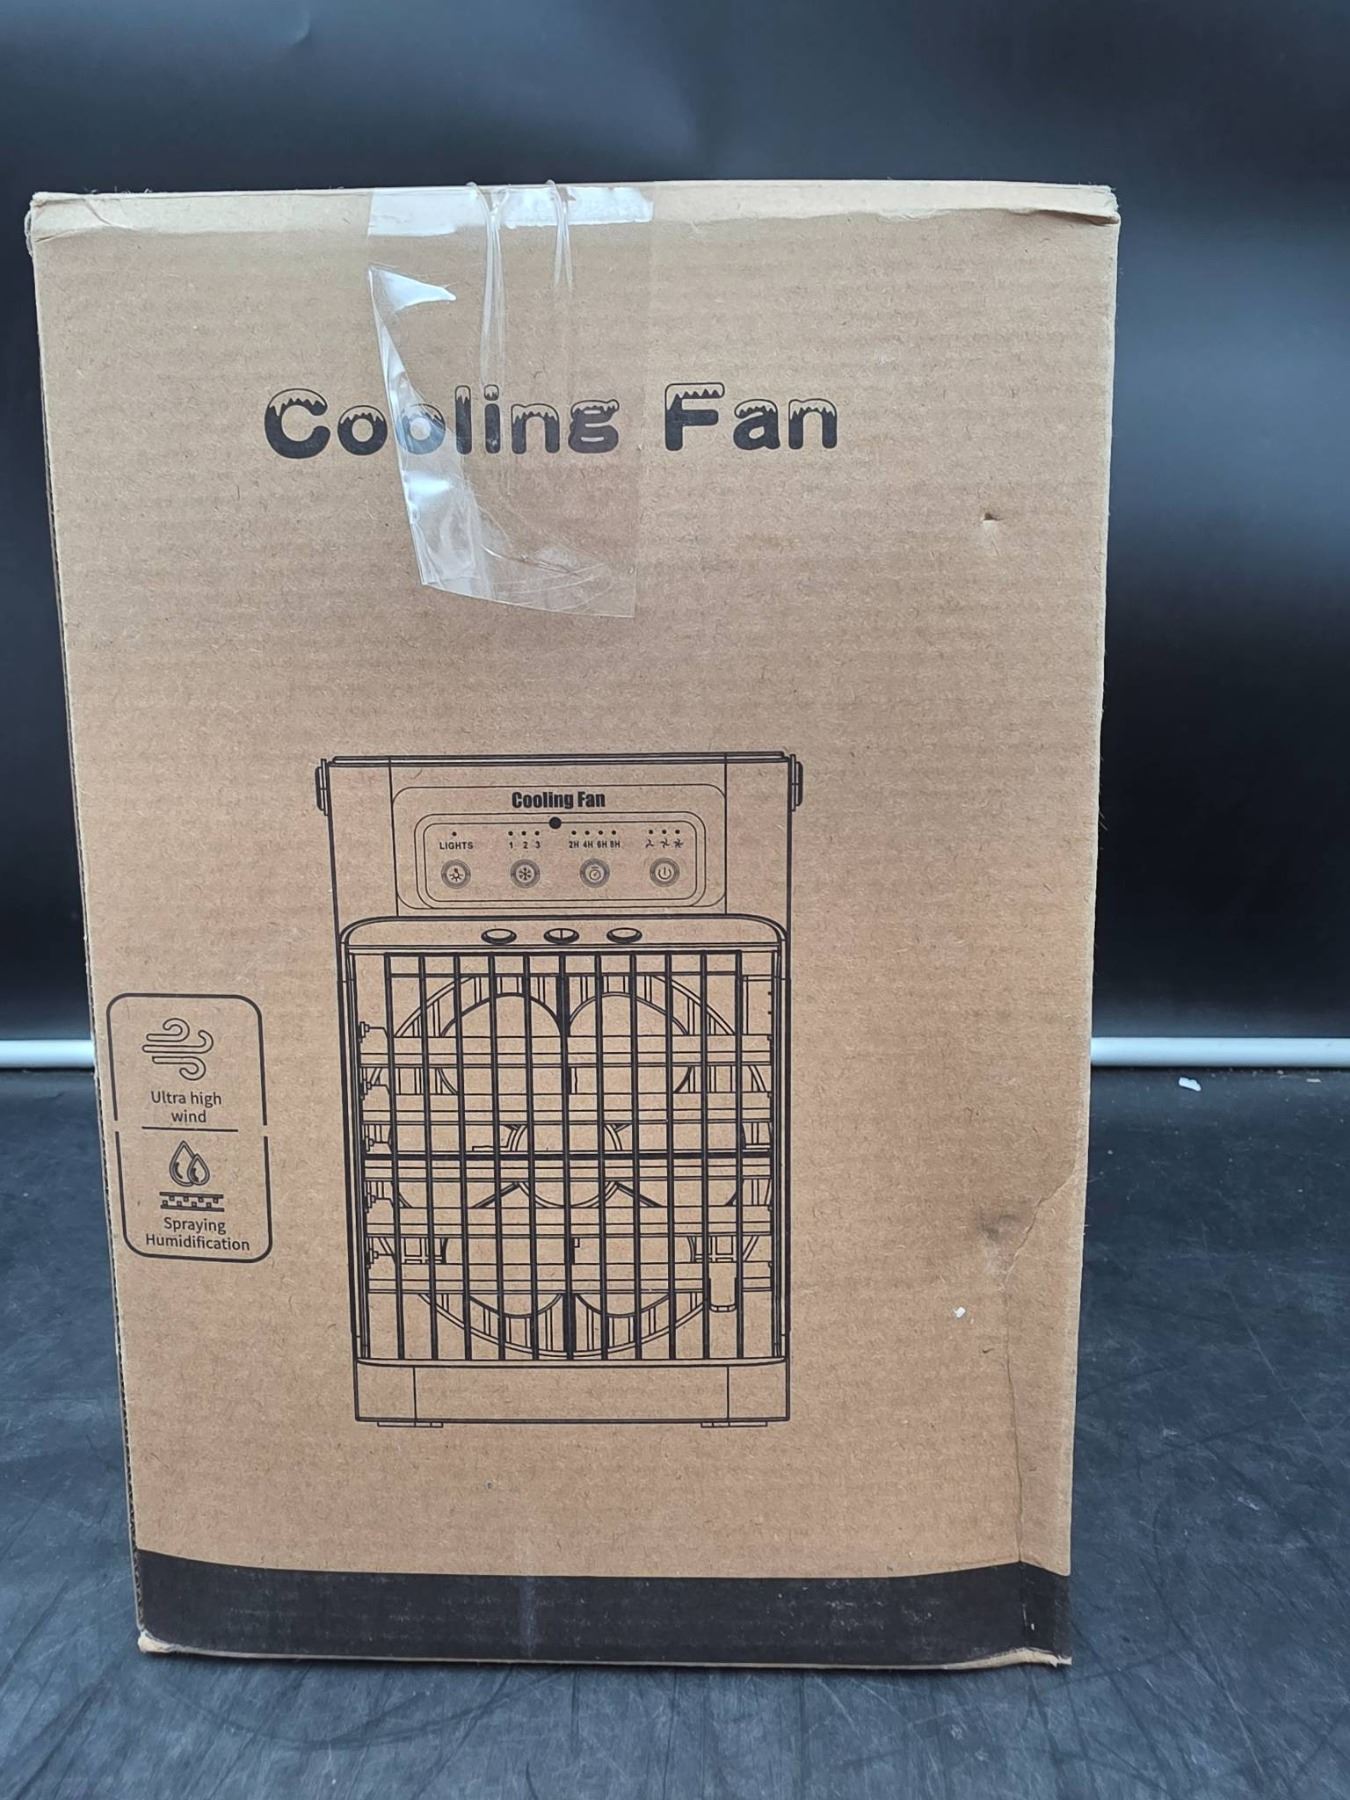 Cooling Fan
Cooling Fan
LIGHTS 1 2 3 2H 4H 6H 8H
Ultra high
wind
Spraying
Humidification